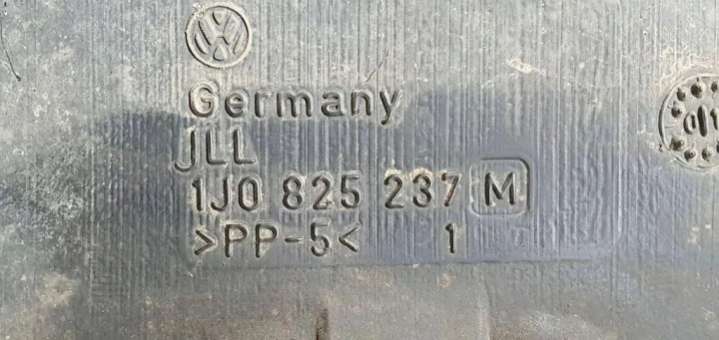 Germany
JLL
1J0 825 237 M
>PP-5< 1